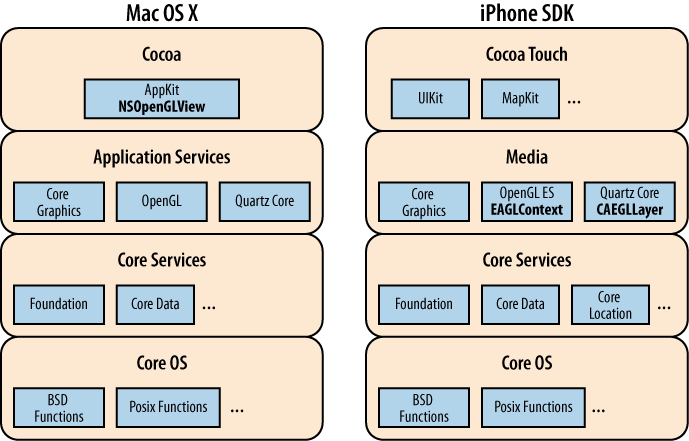 Mac OS X
Cocoa
AppKit
NSOpenGLView
Application Services
Core
Graphics
OpenGL
Quartz Core
Core Services
Foundation
Core Data
...
Core OS
BSD
Functions
Posix Functions
...
iPhone SDK
Cocoa Touch
UIKit
MapKit
...
Media
Core
Graphics
OpenGL ES
EAGLContext
Quartz Core
CAEGLLayer
Core Services
Foundation
Core Data
Core
Location
...
Core OS
BSD
Functions
Posix Functions
...